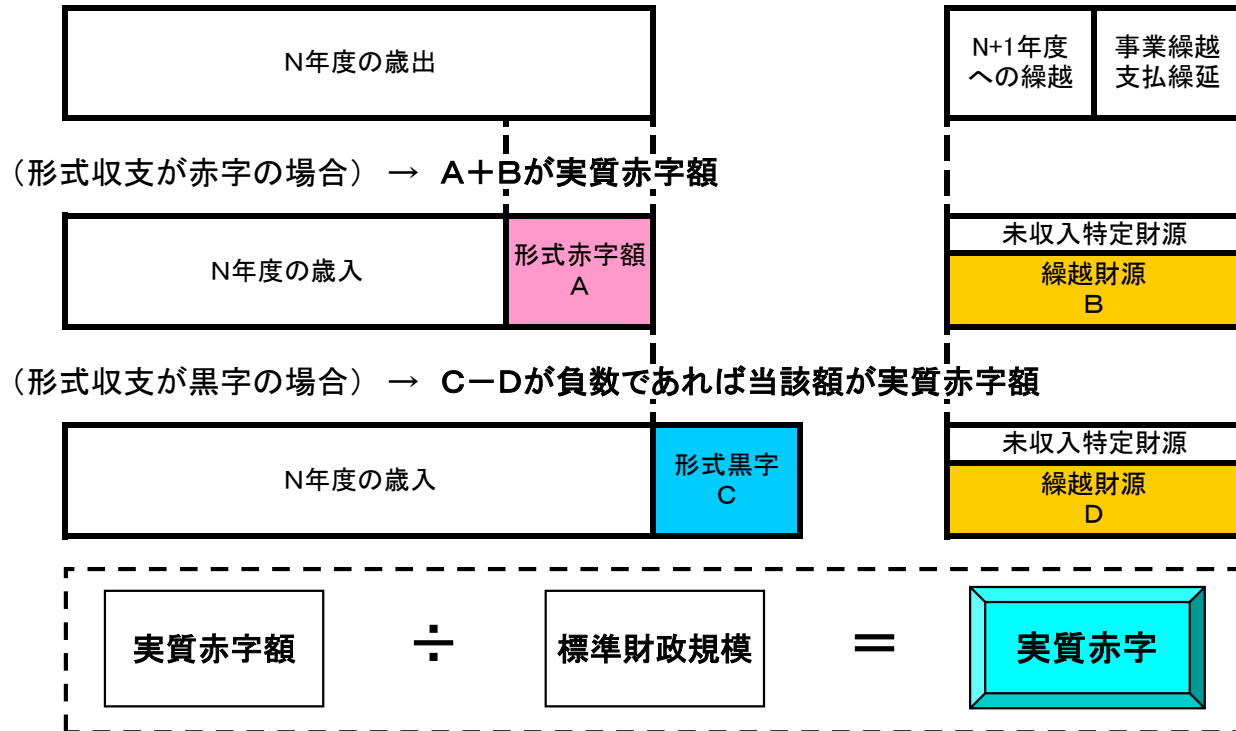 N年度の歳出
N+1年度
への繰越
事業繰越
支払繰延
（形式収支が赤字の場合） → A＋Bが実質赤字額
N年度の歳入
形式赤字額
A
未収入特定財源
繰越財源
B
（形式収支が黒字の場合） → C－Dが負数であれば当該額が実質赤字額
N年度の歳入
形式黒字
C
未収入特定財源
繰越財源
D
実質赤字額 ÷ 標準財政規模 ＝ 実質赤字